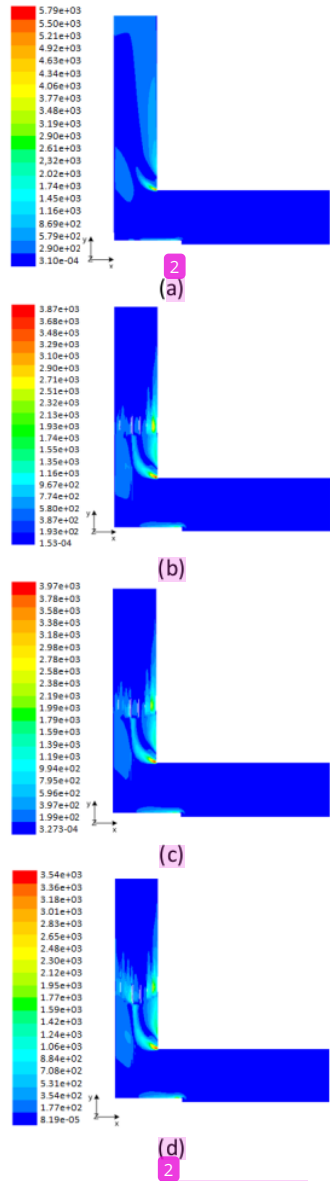 5.79e+03
5.50e+03
5.21e+03
4.92e+03
4.63e+03
4.34e+03
4.06e+03
3.77e+03
3.48e+03
3.19e+03
2.90e+03
2.61e+03
2,32e+03
2.02e+03
1.74e+03
1.45e+03
1.16e+03
8.69e+02
5.79e+02
2.90e+02
3.10e-04
y
Z
x
2
(a)
3.87e+03
3.68e+03
3.48e+03
3.29e+03
3.10e+03
2.90e+03
2.71e+03
2.51e+03
2.32e+03
2.13e+03
1.93e+03
1.74e+03
1.55e+03
1.35e+03
1.16e+03
9.67e+02
7.74e+02
5.80e+02
3.87e+02
1.93e+02
1.53-04
y
Z
x
(b)
3.97e+03
3.78e+03
3.58e+03
3.38e+03
3.18e+03
2.98e+03
2.78e+03
2.58e+03
2.38e+03
2.19e+03
1.99e+03
1.79e+03
1.59e+03
1.39e+03
1.19e+03
9.94e+02
7.95e+02
5.96e+02
3.97e+02
1.99e+02
3.273-04
y
Z
x
(c)
3.54e+03
3.36e+03
3.18e+03
3.01e+03
2.83e+03
2.65e+03
2.48e+03
2.30e+03
2.12e+03
1.95e+03
1.77e+03
1.59e+03
1.42e+03
1.24e+03
1.06e+03
8.84e+02
7.08e+02
5.31e+02
3.54e+02
1.77e+02
8.19e-05
y
Z
x
(d)
2